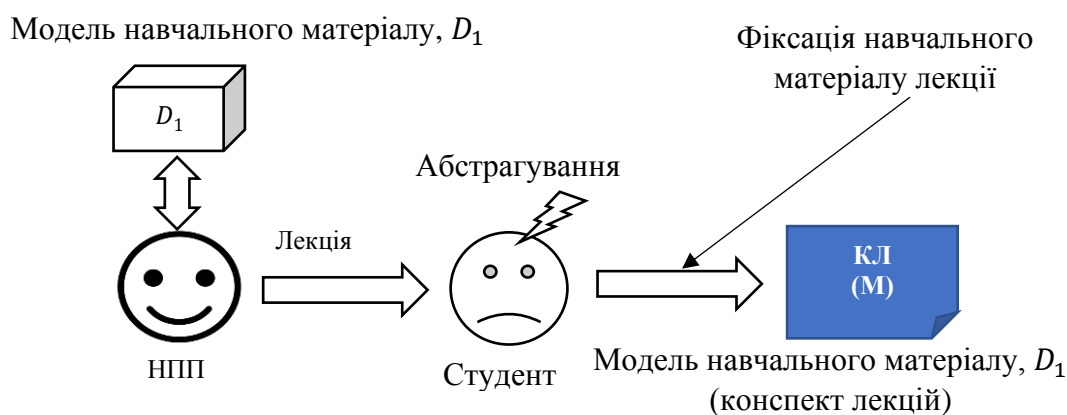 Модель навчального матеріалу, D₁
Фіксація навчального
матеріалу лекції
D₁
Абстрагування
Лекція
КЛ
(М)
НПП
Студент
Модель навчального матеріалу, D₁
(конспект лекцій)